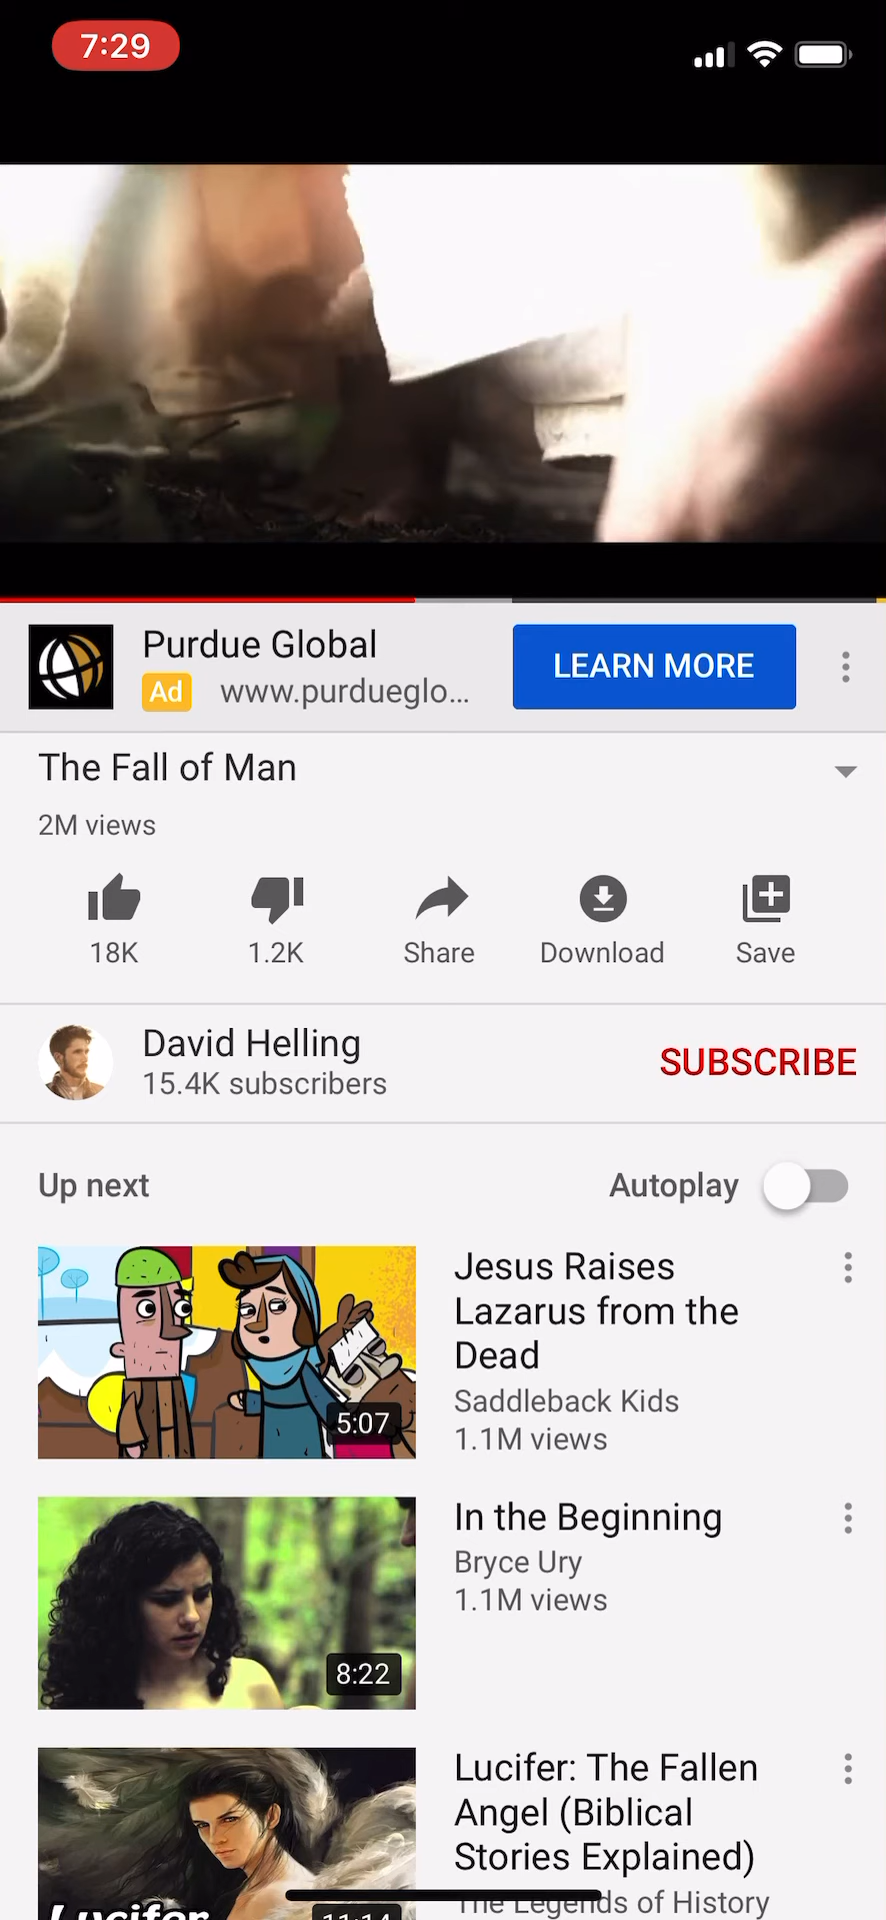 7:29
Purdue Global
LEARN MORE
Ad www.purdueglo...
The Fall of Man
2M views
18K
1.2K
Share
Download
Save
David Helling
15.4K subscribers
SUBSCRIBE
Up next
Autoplay
5:07
Jesus Raises
Lazarus from the
Dead
Saddleback Kids
1.1M views
8:22
In the Beginning
Bryce Ury
1.1M views
Lucifer
11:14
Lucifer: The Fallen
Angel (Biblical
Stories Explained)
The Legends of History